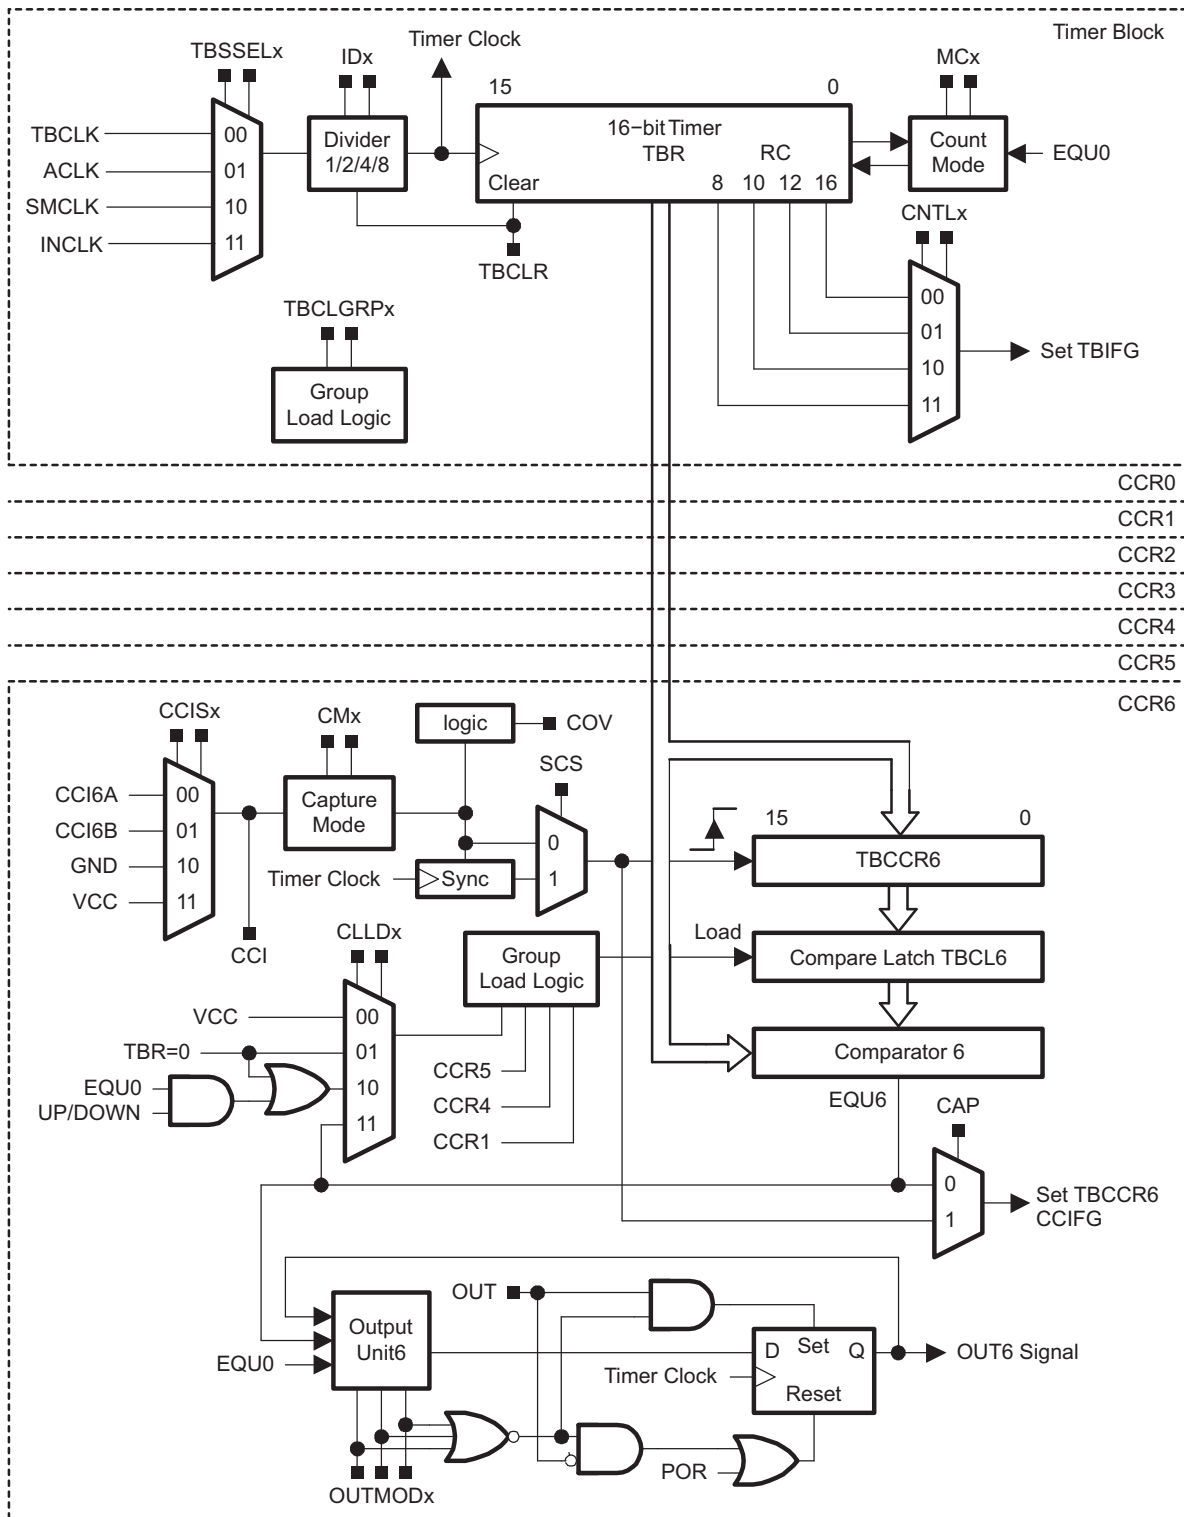 Timer Block
Timer Clock
TBSSELx
IDx
MCx
15
0
TBCLK
ACLK
SMCLK
INCLK
00
01
10
11
Divider
1/2/4/8
16−bit Timer
TBR
RC
Clear
8
10
12
16
Count
Mode
EQU0
TBCLR
CNTLx
00
01
10
11
Set TBIFG
TBCLGRPx
Group
Load Logic
CCR0
CCR1
CCR2
CCR3
CCR4
CCR5
CCR6
CCISx
CMx
logic
COV
SCS
CCI6A
CCI6B
GND
VCC
00
01
10
11
Capture
Mode
0
1
Timer Clock
Sync
CCI
15
0
TBCCR6
Load
Compare Latch TBCL6
Comparator 6
EQU6
CLLDx
Group
Load Logic
VCC
TBR=0
EQU0
UP/DOWN
00
01
10
11
CCR5
CCR4
CCR1
CAP
0
1
Set TBCCR6
CCIFG
OUT
Output
Unit6
EQU0
D
Set
Q
Reset
Timer Clock
OUT6 Signal
POR
OUTMODx